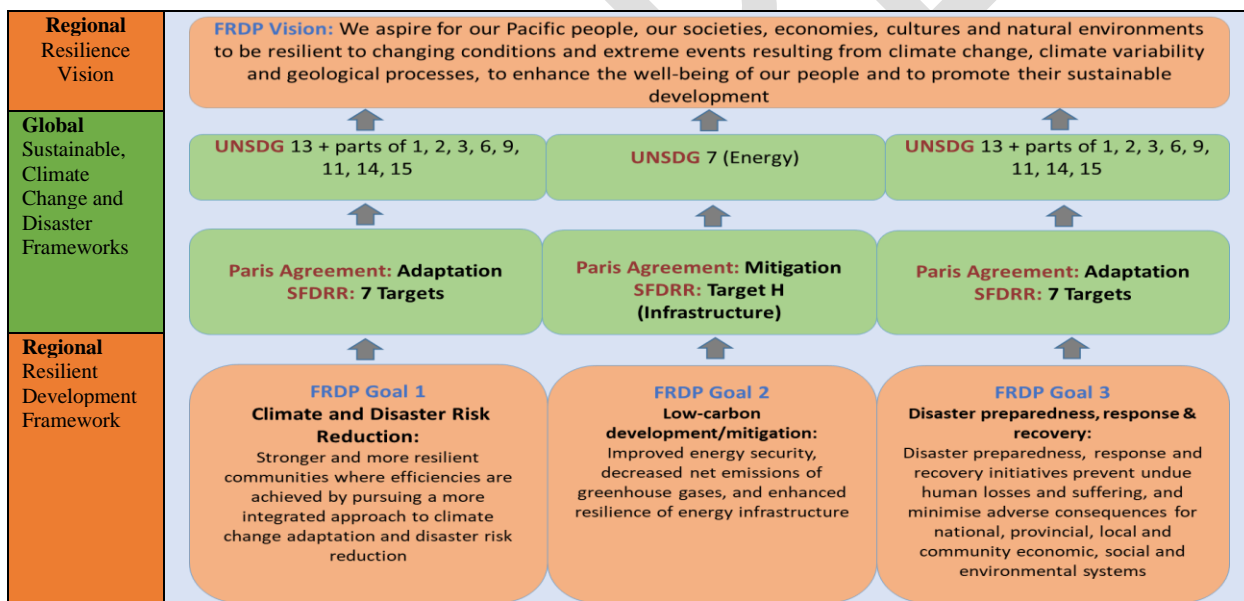 Regional
Resilience
Vision
FRDP Vision: We aspire for our Pacific people, our societies, economies, cultures and natural environments
to be resilient to changing conditions and extreme events resulting from climate change, climate variability
and geological processes, to enhance the well-being of our people and to promote their sustainable
development
Global
Sustainable,
Climate
Change and
Disaster
Frameworks
UNSDG 13 + parts of 1, 2, 3, 6, 9,
11, 14, 15
UNSDG 7 (Energy)
UNSDG 13 + parts of 1, 2, 3, 6, 9,
11, 14, 15
Paris Agreement: Adaptation
SFDRR: 7 Targets
Paris Agreement: Mitigation
SFDRR: Target H
(Infrastructure)
Paris Agreement: Adaptation
SFDRR: 7 Targets
Regional
Resilient
Development
Framework
FRDP Goal 1
Climate and Disaster Risk
Reduction:
Stronger and more resilient
communities where efficiencies are
achieved by pursuing a more
integrated approach to climate
change adaptation and disaster risk
reduction
FRDP Goal 2
Low-carbon
development/mitigation:
Improved energy security,
decreased net emissions of
greenhouse gases, and enhanced
resilience of energy infrastructure
FRDP Goal 3
Disaster preparedness, response &
recovery:
Disaster preparedness, response and
recovery initiatives prevent undue
human losses and suffering, and
minimise adverse consequences for
national, provincial, local and
community economic, social and
environmental systems